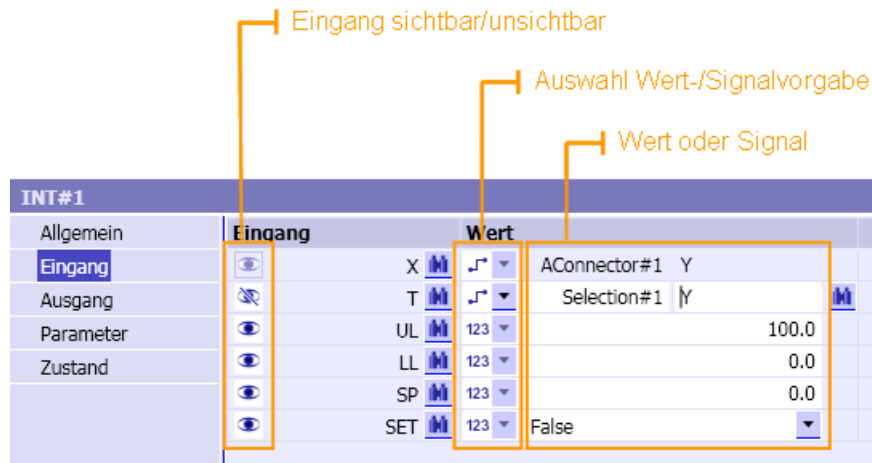 Eingang sichtbar/unsichtbar
Auswahl Wert-/Signalvorgabe
Wert oder Signal
INT#1
Allgemein
Eingang
Ausgang
Parameter
Zustand
Eingang Wert
X AConnector#1 Y
T Selection#1 Y
UL 123 100.0
LL 123 0.0
SP 123 0.0
SET 123 False